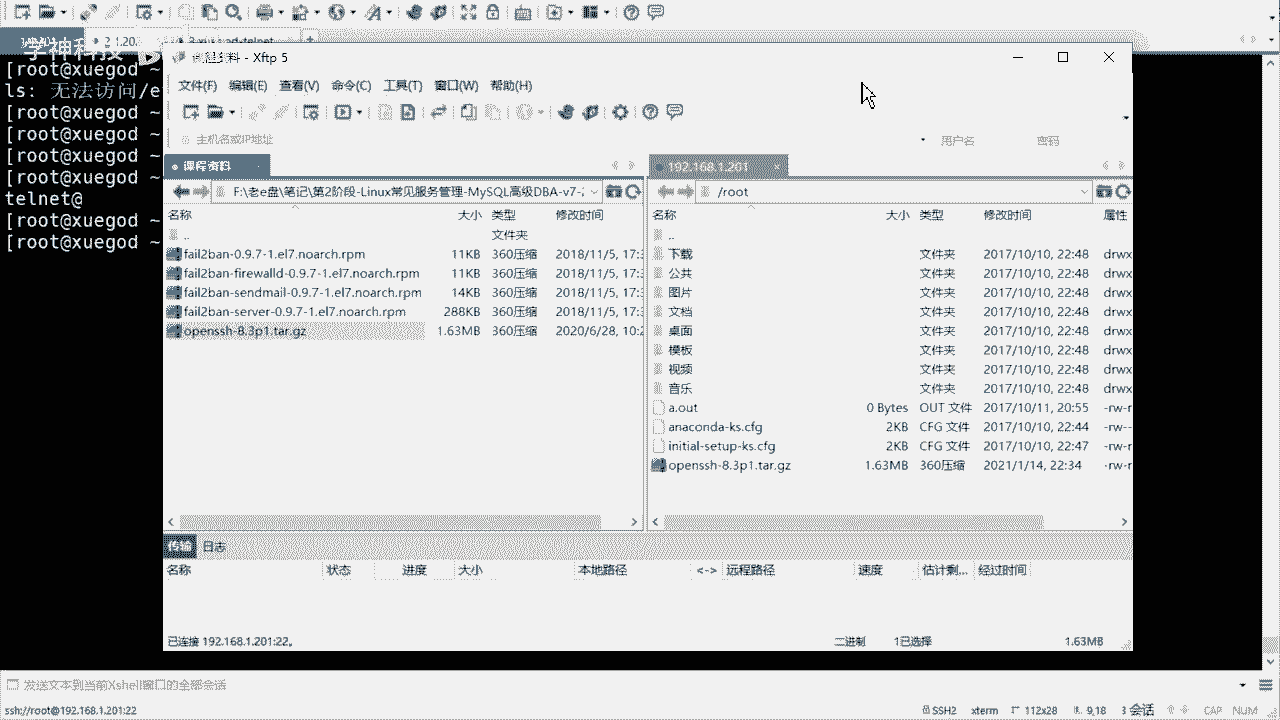 学神科技
[root@xuegod ~
ls: 无法访问/e
[root@xuegod ~
[root@xuegod ~
[root@xuegod ~
[root@xuegod ~
telnet@
[root@xuegod ~
[root@xuegod ~
- Xftp 5
文件(F) 编辑(E) 查看(V) 命令(C) 工具(T) 窗口(W) 帮助(H)
主机名或IP地址 用户名 密码
课程资料 192.168.1.201
F:\老e盘\笔记\第2阶段-Linux常见服务管理-MySQL高级DBA-v7- /root
名称 大小 类型 修改时间 名称 大小 类型 修改时间 属性
.. 文件夹 ..
fail2ban-0.9.7-1.el7.noarch.rpm 11KB 360压缩 2018/11/5, 17: 下载 文件夹 2017/10/10, 22:48 drwx
fail2ban-firewalld-0.9.7-1.el7.noarch.rpm 11KB 360压缩 2018/11/5, 17: 公共 文件夹 2017/10/10, 22:48 drwx
fail2ban-sendmail-0.9.7-1.el7.noarch.rpm 14KB 360压缩 2018/11/5, 17: 图片 文件夹 2017/10/10, 22:48 drwx
fail2ban-server-0.9.7-1.el7.noarch.rpm 288KB 360压缩 2018/11/5, 17: 文档 文件夹 2017/10/10, 22:48 drwx
openssh-8.3p1.tar.gz 1.63MB 360压缩 2020/6/28, 10: 桌面 文件夹 2017/10/10, 22:48 drwx
模板 文件夹 2017/10/10, 22:48 drwx
视频 文件夹 2017/10/10, 22:48 drwx
音乐 文件夹 2017/10/10, 22:48 drwx
a.out 0 Bytes OUT 文件 2017/10/11, 20:55 -rw-r
anaconda-ks.cfg 2KB CFG 文件 2017/10/10, 22:44 -rw--
initial-setup-ks.cfg 2KB CFG 文件 2017/10/10, 22:47 -rw-r
openssh-8.3p1.tar.gz 1.63MB 360压缩 2021/1/14, 22:34 -rw-r
传输 日志
名称 状态 进度 大小 本地路径 <-> 远程路径 速度 估计剩... 经过时间
已连接 192.168.1.201:22。 二进制 1已选择 1.63MB
发送文本到当前Xshell窗口的全部会话
ssh://root@192.168.1.201:22 SSH2 xterm 112x28 9,18 3 会话 CAP NUM